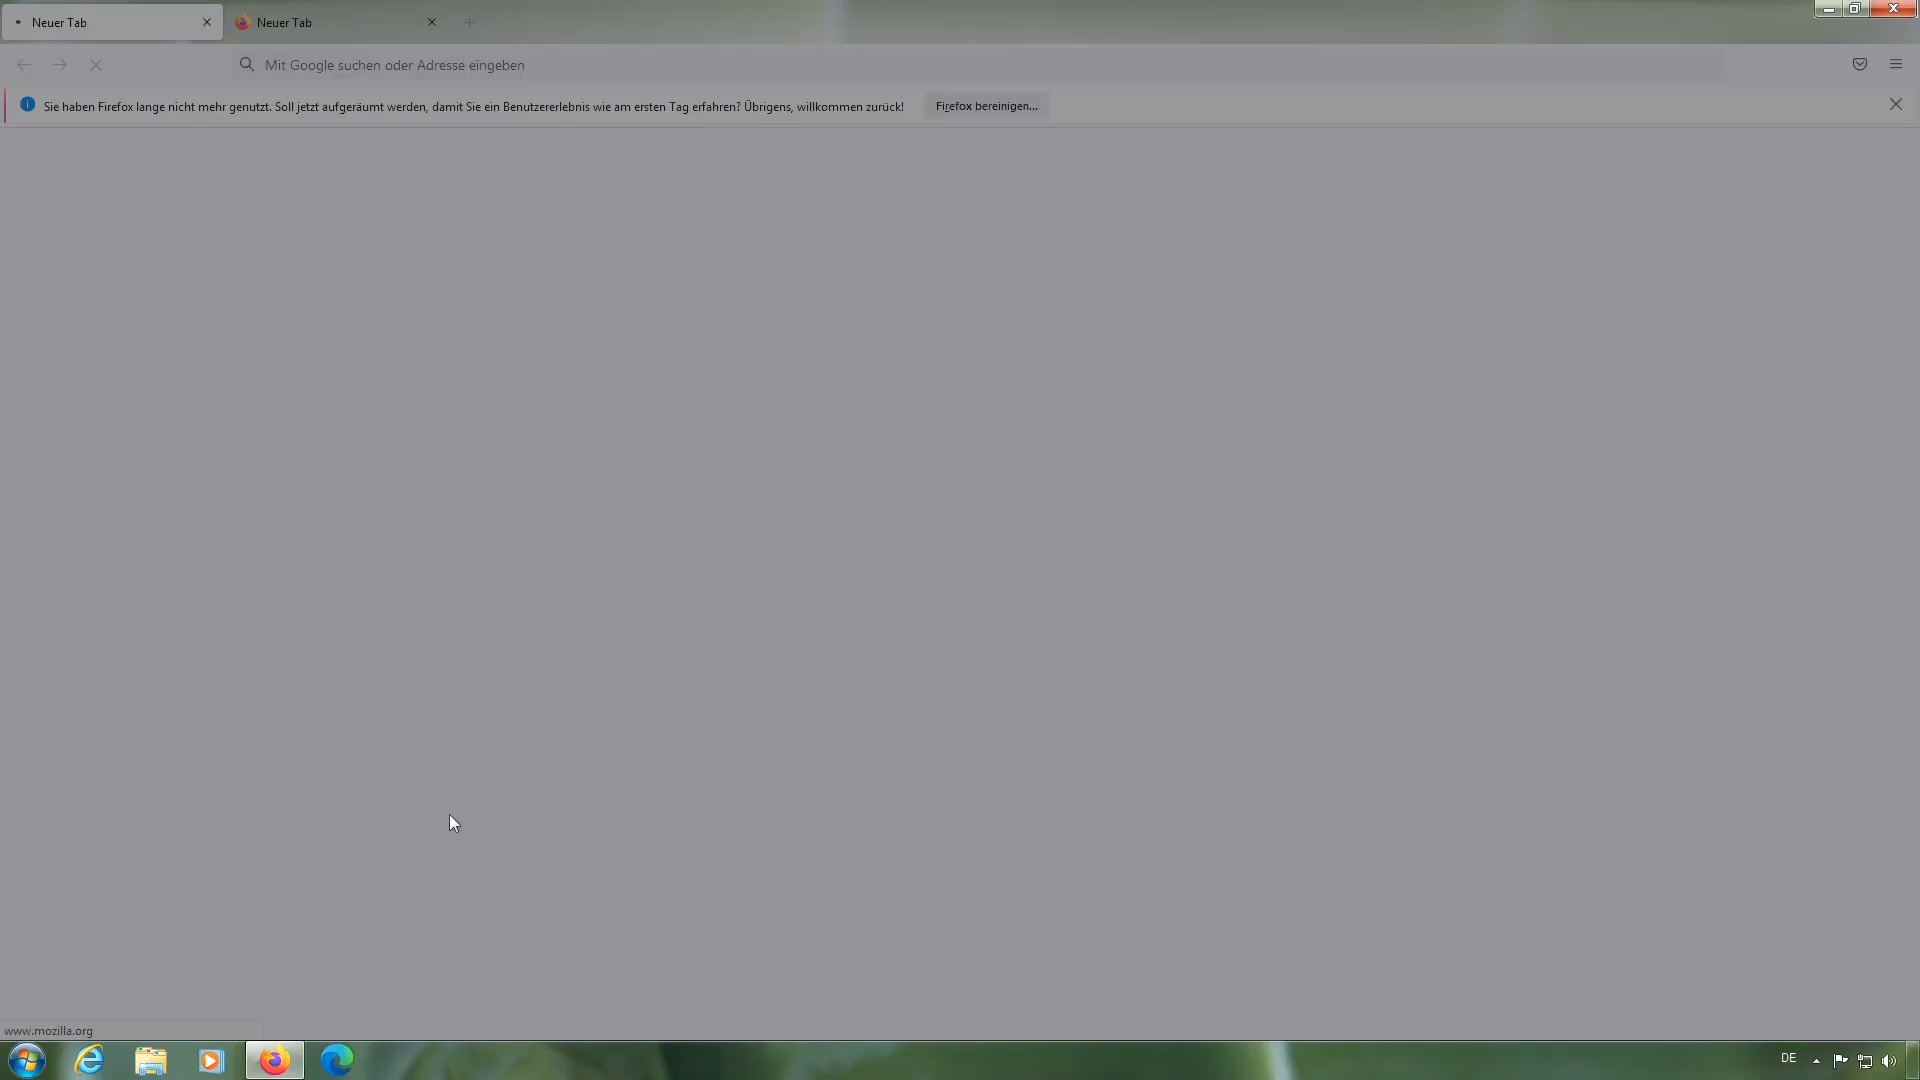 Neuer Tab
Neuer Tab
Mit Google suchen oder Adresse eingeben
Sie haben Firefox lange nicht mehr genutzt. Soll jetzt aufgeräumt werden, damit Sie ein Benutzererlebnis wie am ersten Tag erfahren? Übrigens, willkommen zurück!
Firefox bereinigen...
www.mozilla.org
DE